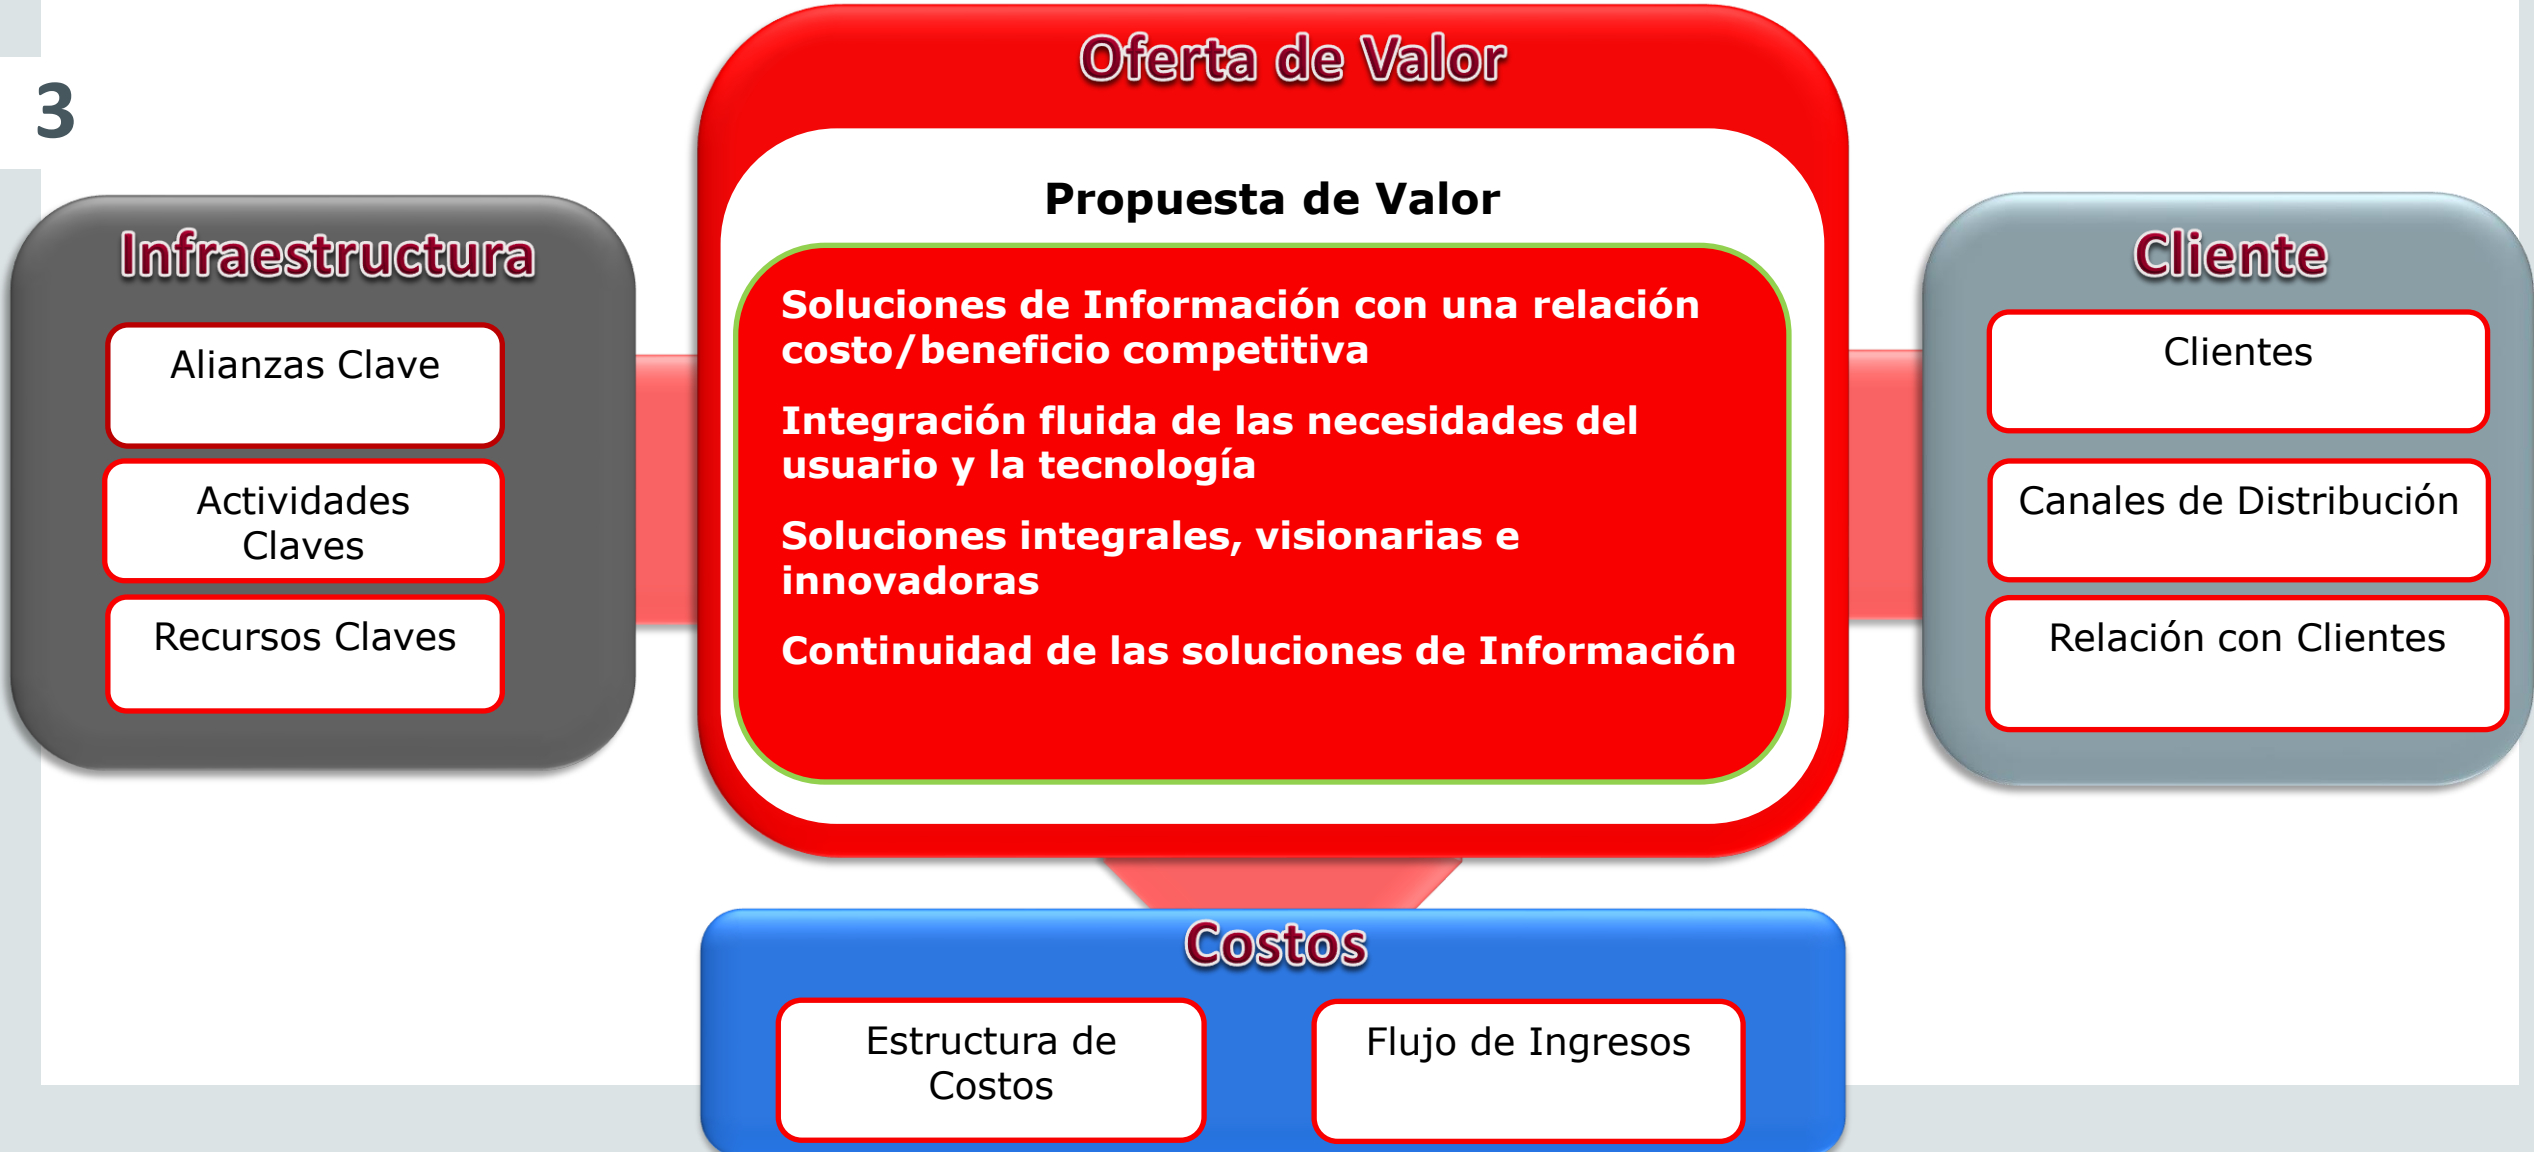 3
Oferta de Valor
Propuesta de Valor
Soluciones de Información con una relación
costo/beneficio competitiva
Integración fluida de las necesidades del
usuario y la tecnología
Soluciones integrales, visionarias e
innovadoras
Continuidad de las soluciones de Información
Infraestructura
Alianzas Clave
Actividades
Claves
Recursos Claves
Cliente
Clientes
Canales de Distribución
Relación con Clientes
Costos
Estructura de
Costos
Flujo de Ingresos